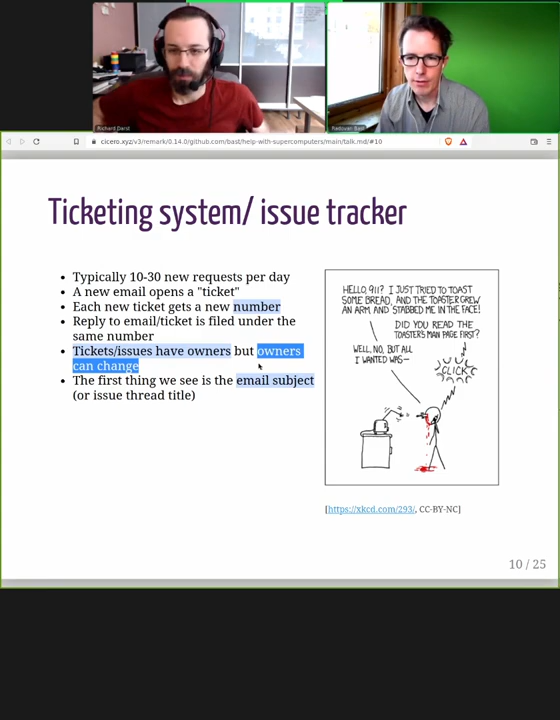 Richard Darst
Radovan Bast
cicero.xyz/v3/remark/0.14.0/github.com/bast/help-with-supercomputers/main/talk.md/#10
Ticketing system/ issue tracker
Typically 10-30 new requests per day
A new email opens a "ticket"
Each new ticket gets a new number
Reply to email/ticket is filed under the
same number
Tickets/issues have owners but owners
can change
The first thing we see is the email subject
(or issue thread title)
HELLO, 911? I JUST TRIED TO TOAST
SOME BREAD, AND THE TOASTER GREW
AN ARM AND STABBED ME IN THE FACE!
DID YOU READ THE
TOASTER'S MAN PAGE FIRST?
WELL, NO, BUT ALL
I WANTED WAS—
CLICK
[https://xkcd.com/293/, CC-BY-NC]
10 / 25